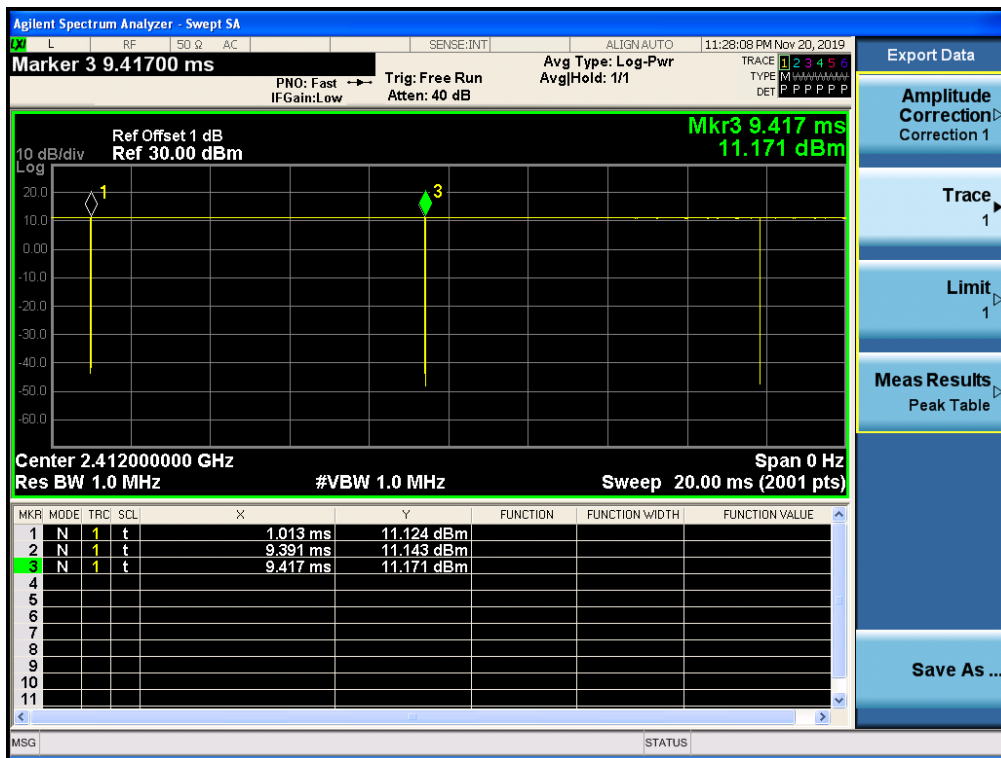 Agilent Spectrum Analyzer - Swept SA
LXI L RF 50 Ω AC SENSE:INT ALIGN AUTO 11:28:08 PM Nov 20, 2019
Marker 3 9.41700 ms
PNO: Fast
IFGain:Low
Trig: Free Run
Atten: 40 dB
Avg Type: Log-Pwr
Avg|Hold: 1/1
TRACE 1 2 3 4 5 6
TYPE M
DET P P P P P P
Ref Offset 1 dB
10 dB/div Ref 30.00 dBm
Log
Mkr3 9.417 ms
11.171 dBm
1
3
20.0
10.0
0.00
-10.0
-20.0
-30.0
-40.0
-50.0
-60.0
Center 2.412000000 GHz Span 0 Hz
Res BW 1.0 MHz #VBW 1.0 MHz Sweep 20.00 ms (2001 pts)
MKR MODE TRC SCL X Y FUNCTION FUNCTION WIDTH FUNCTION VALUE
1 N 1 t 1.013 ms 11.124 dBm
2 N 1 t 9.391 ms 11.143 dBm
3 N 1 t 9.417 ms 11.171 dBm
4
5
6
7
8
9
10
11
MSG STATUS
Export Data
Amplitude
Correction
Correction 1
Trace
1
Limit
1
Meas Results
Peak Table
Save As ...